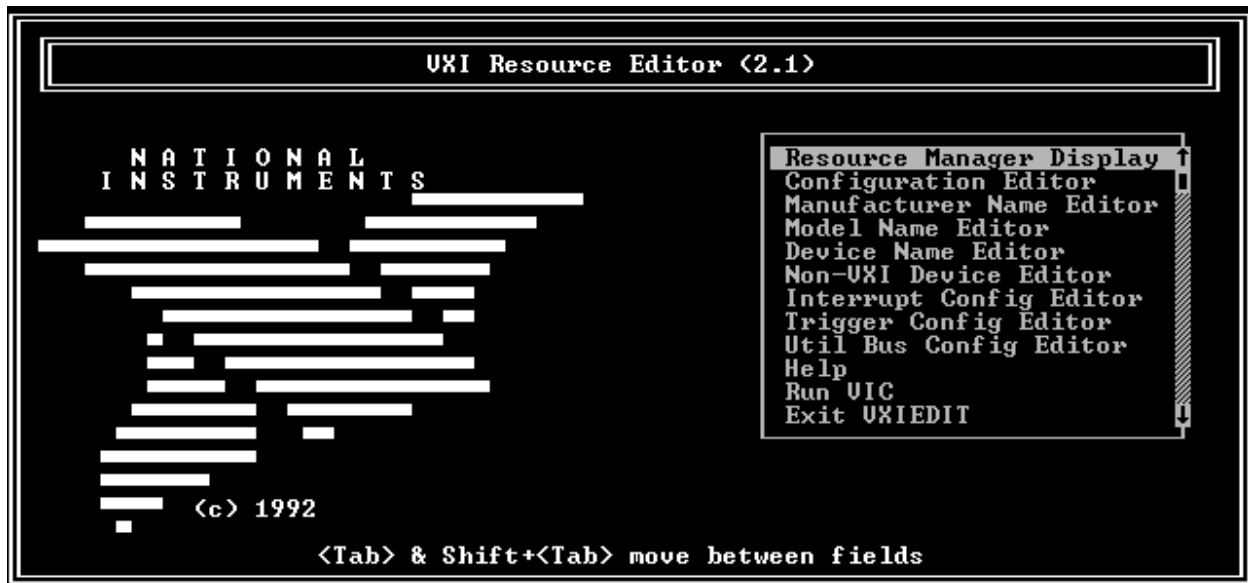 VXI Resource Editor (2.1)
N A T I O N A L
I N S T R U M E N T S
Resource Manager Display
Configuration Editor
Manufacturer Name Editor
Model Name Editor
Device Name Editor
Non-VXI Device Editor
Interrupt Config Editor
Trigger Config Editor
Util Bus Config Editor
Help
Run VIC
Exit VXIEDIT
(c) 1992
<Tab> & Shift+<Tab> move between fields